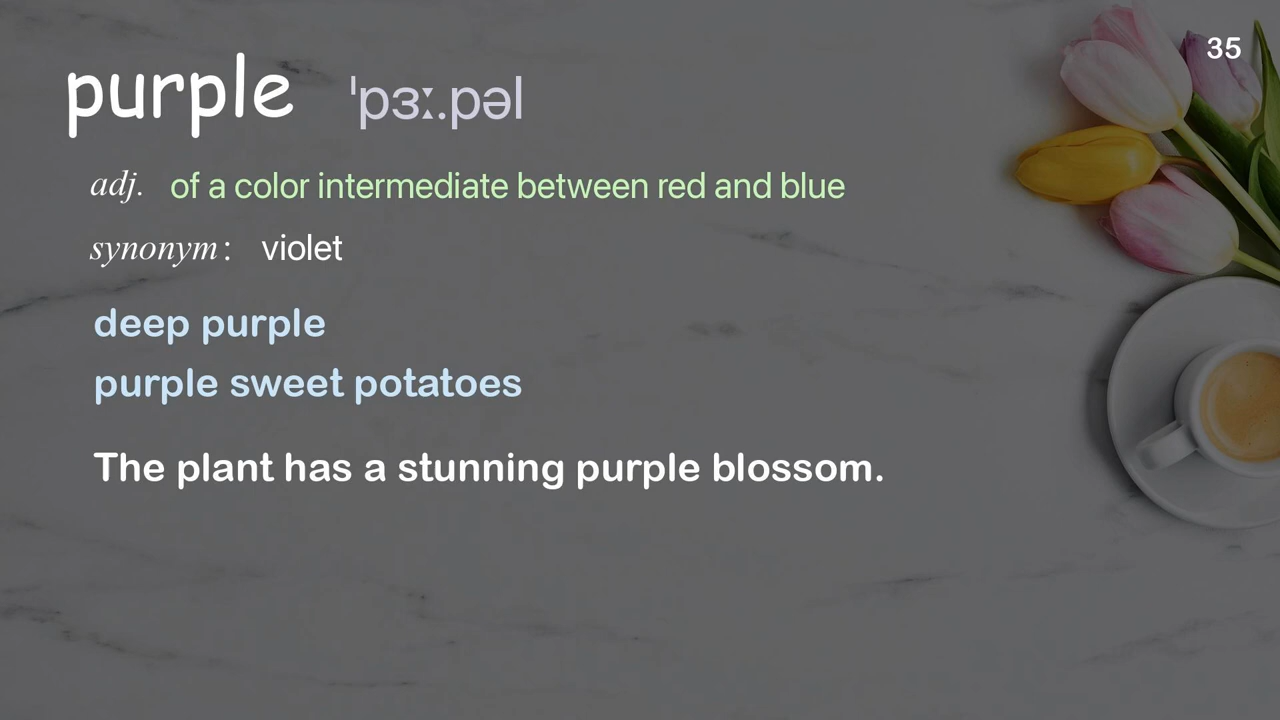 35
purple ˈpɜː.pəl
adj. of a color intermediate between red and blue
synonym: violet
deep purple
purple sweet potatoes
The plant has a stunning purple blossom.